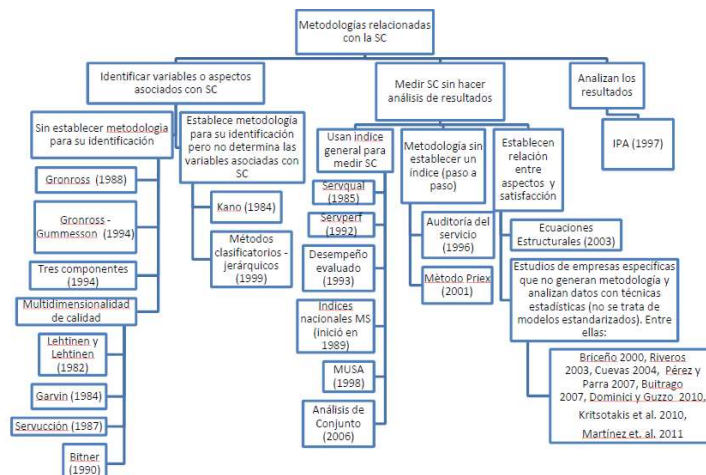 Metodologías relacionadas
con la SC
Identificar variables o aspectos
asociados con SC
Medir SC sin hacer
análisis de resultados
Analizan los
resultados
Sin establecer metodología
para su identificación
Gronross (1988)
Gronross -
Gummesson
(1994)
Tres componentes
(1994)
Multidimensionalidad
de calidad
Lehtinen y
Lehtinen
(1982)
Garvin (1984)
Servucción (1987)
Bitner
(1990)
Establece metodología
para su identificación
pero no determina las
variables asociadas con
SC
Kano (1984)
Métodos
clasificatorios -
jerárquicos
(1999)
Usan índice
general para
medir SC
Servqual
(1985)
Servperf
(1992)
Desempeño
evaluado
(1993)
Indices
nacionales MS
(inició en
1989)
MUSA
(1998)
Análisis de
Conjunto
(2006)
Metodología sin
establecer un
índice (paso a
paso)
Auditoría del
servicio
(1996)
Método Priex
(2001)
Establecen
relación entre
aspectos y
satisfacción
Ecuaciones
Estructurales (2003)
Estudios de empresas específicas
que no generan metodología y
analizan datos con técnicas
estadísticas (no se trata de
modelos estandarizados). Entre
ellas:
Briceño 2000, Riveros
2003, Cuevas 2004, Pérez y
Parra 2007, Buitrago
2007, Dominici y Guzzo 2010,
Kritsotakis et al. 2010,
Martínez et. al. 2011
IPA (1997)